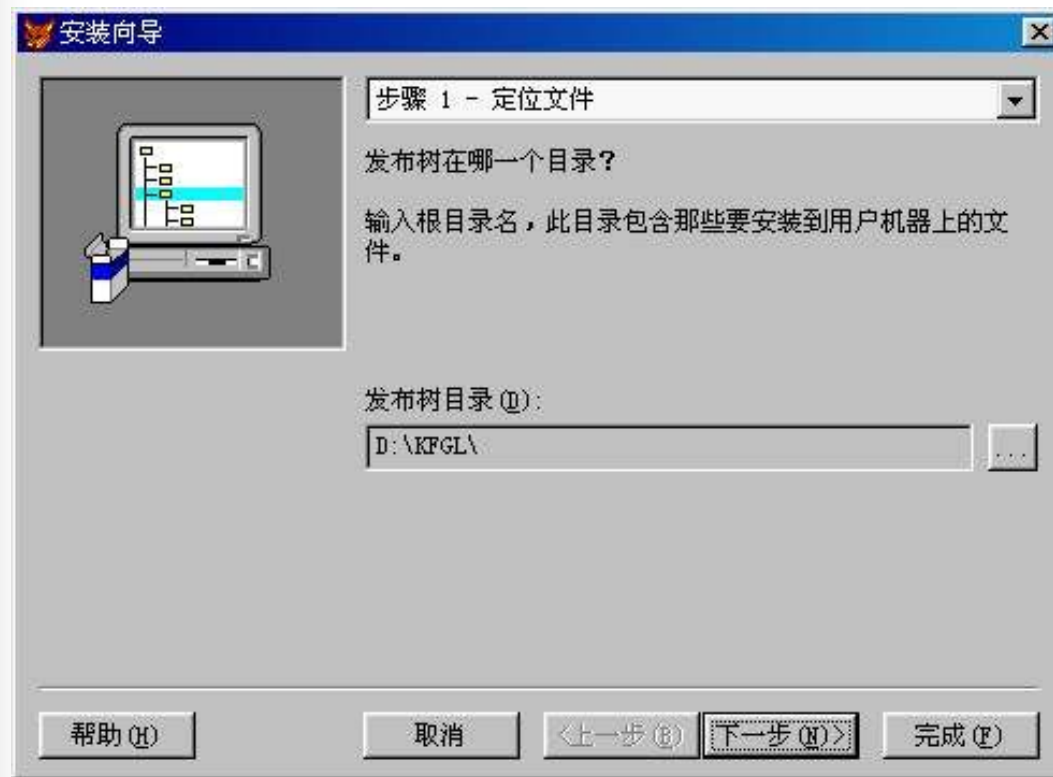 安装向导
步骤 1 - 定位文件
发布树在哪一个目录？
输入根目录名，此目录包含那些要安装到用户机器上的文
件。
发布树目录(D):
D:\KFGL\
...
帮助(H)
取消
<上一步(B)
下一步(N)>
完成(F)